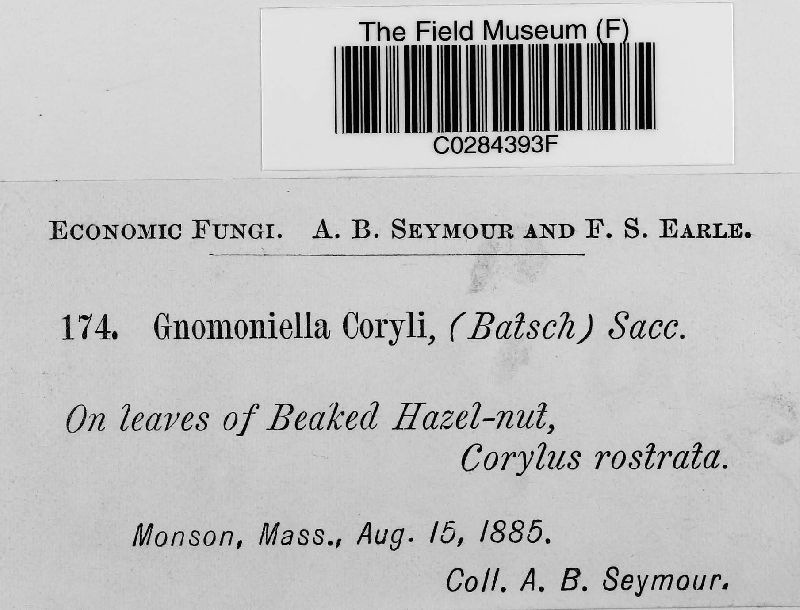 The Field Museum (F)
C0284393F
Economic Fungi. A. B. Seymour and F. S. Earle.
174. Gnomoniella Coryli, (Batsch) Sacc.
On leaves of Beaked Hazel-nut,
Corylus rostrata.
Monson, Mass., Aug. 15, 1885.
Coll. A. B. Seymour.